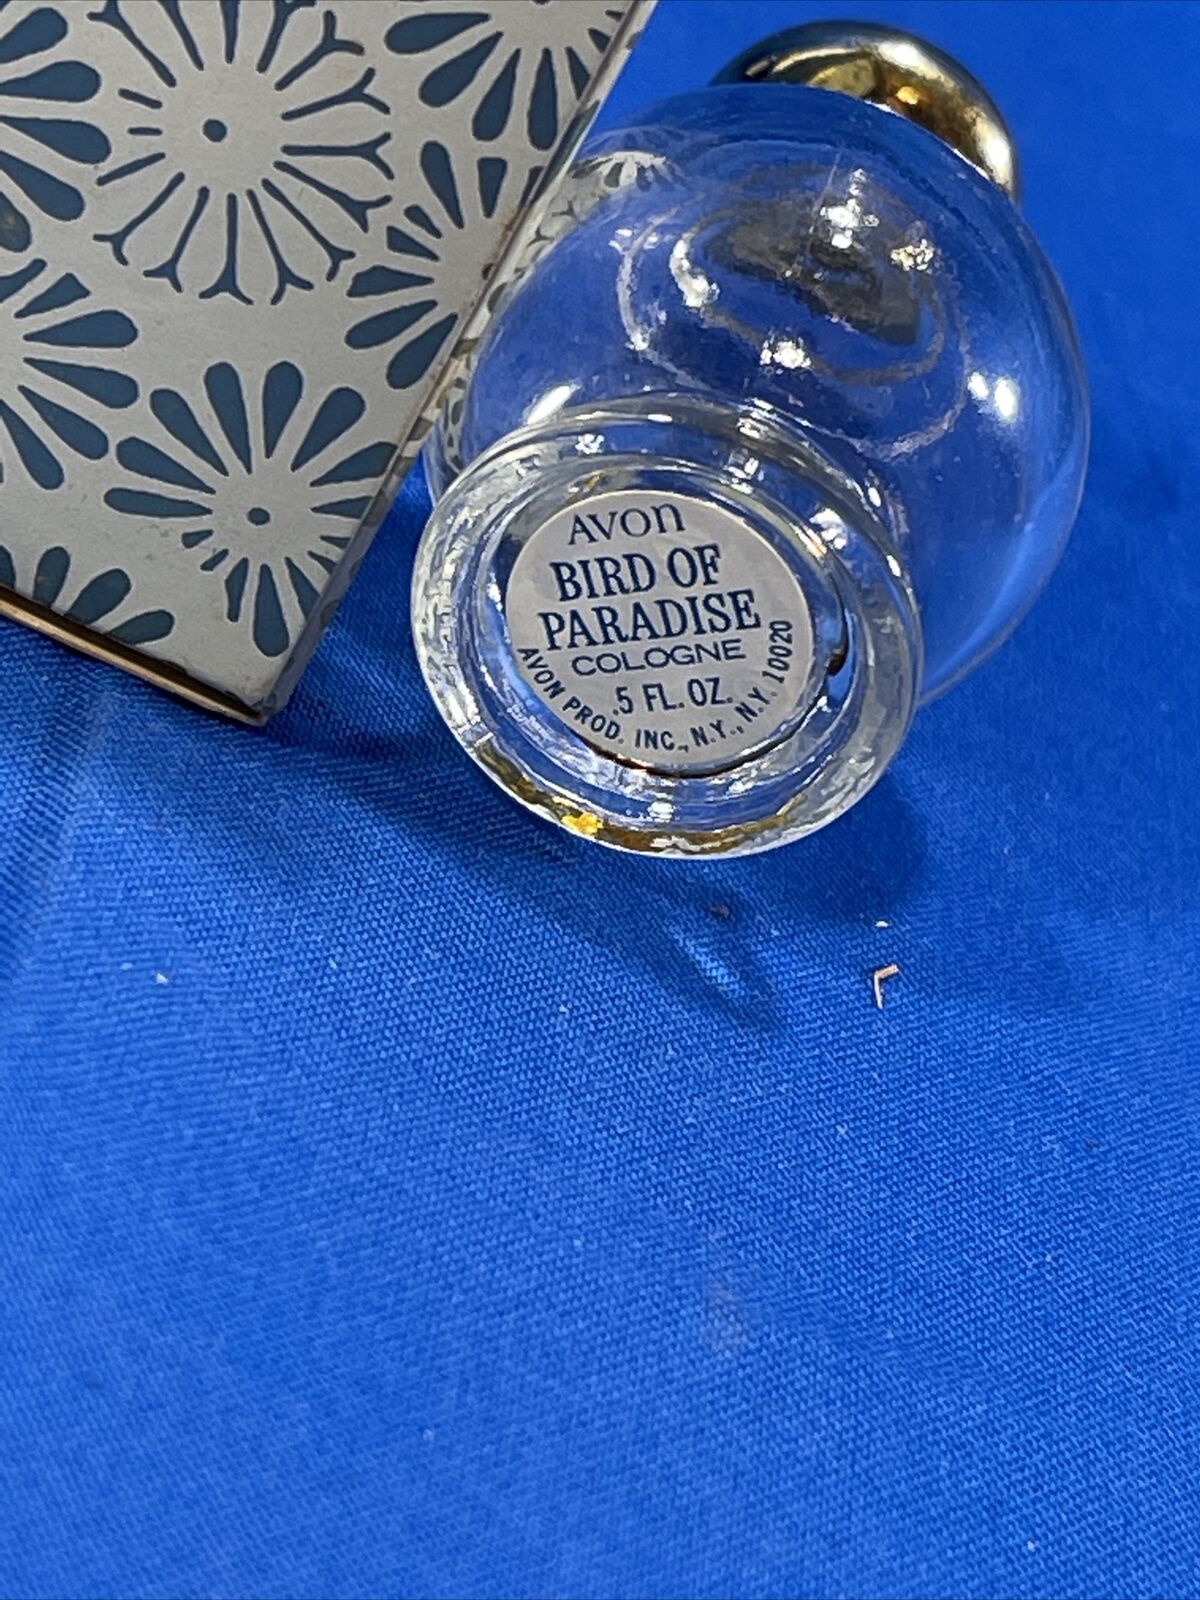 AVON
BIRD OF
PARADISE
COLOGNE
.5 FL. OZ.
AVON PROD. INC., N.Y., N.Y. 10020